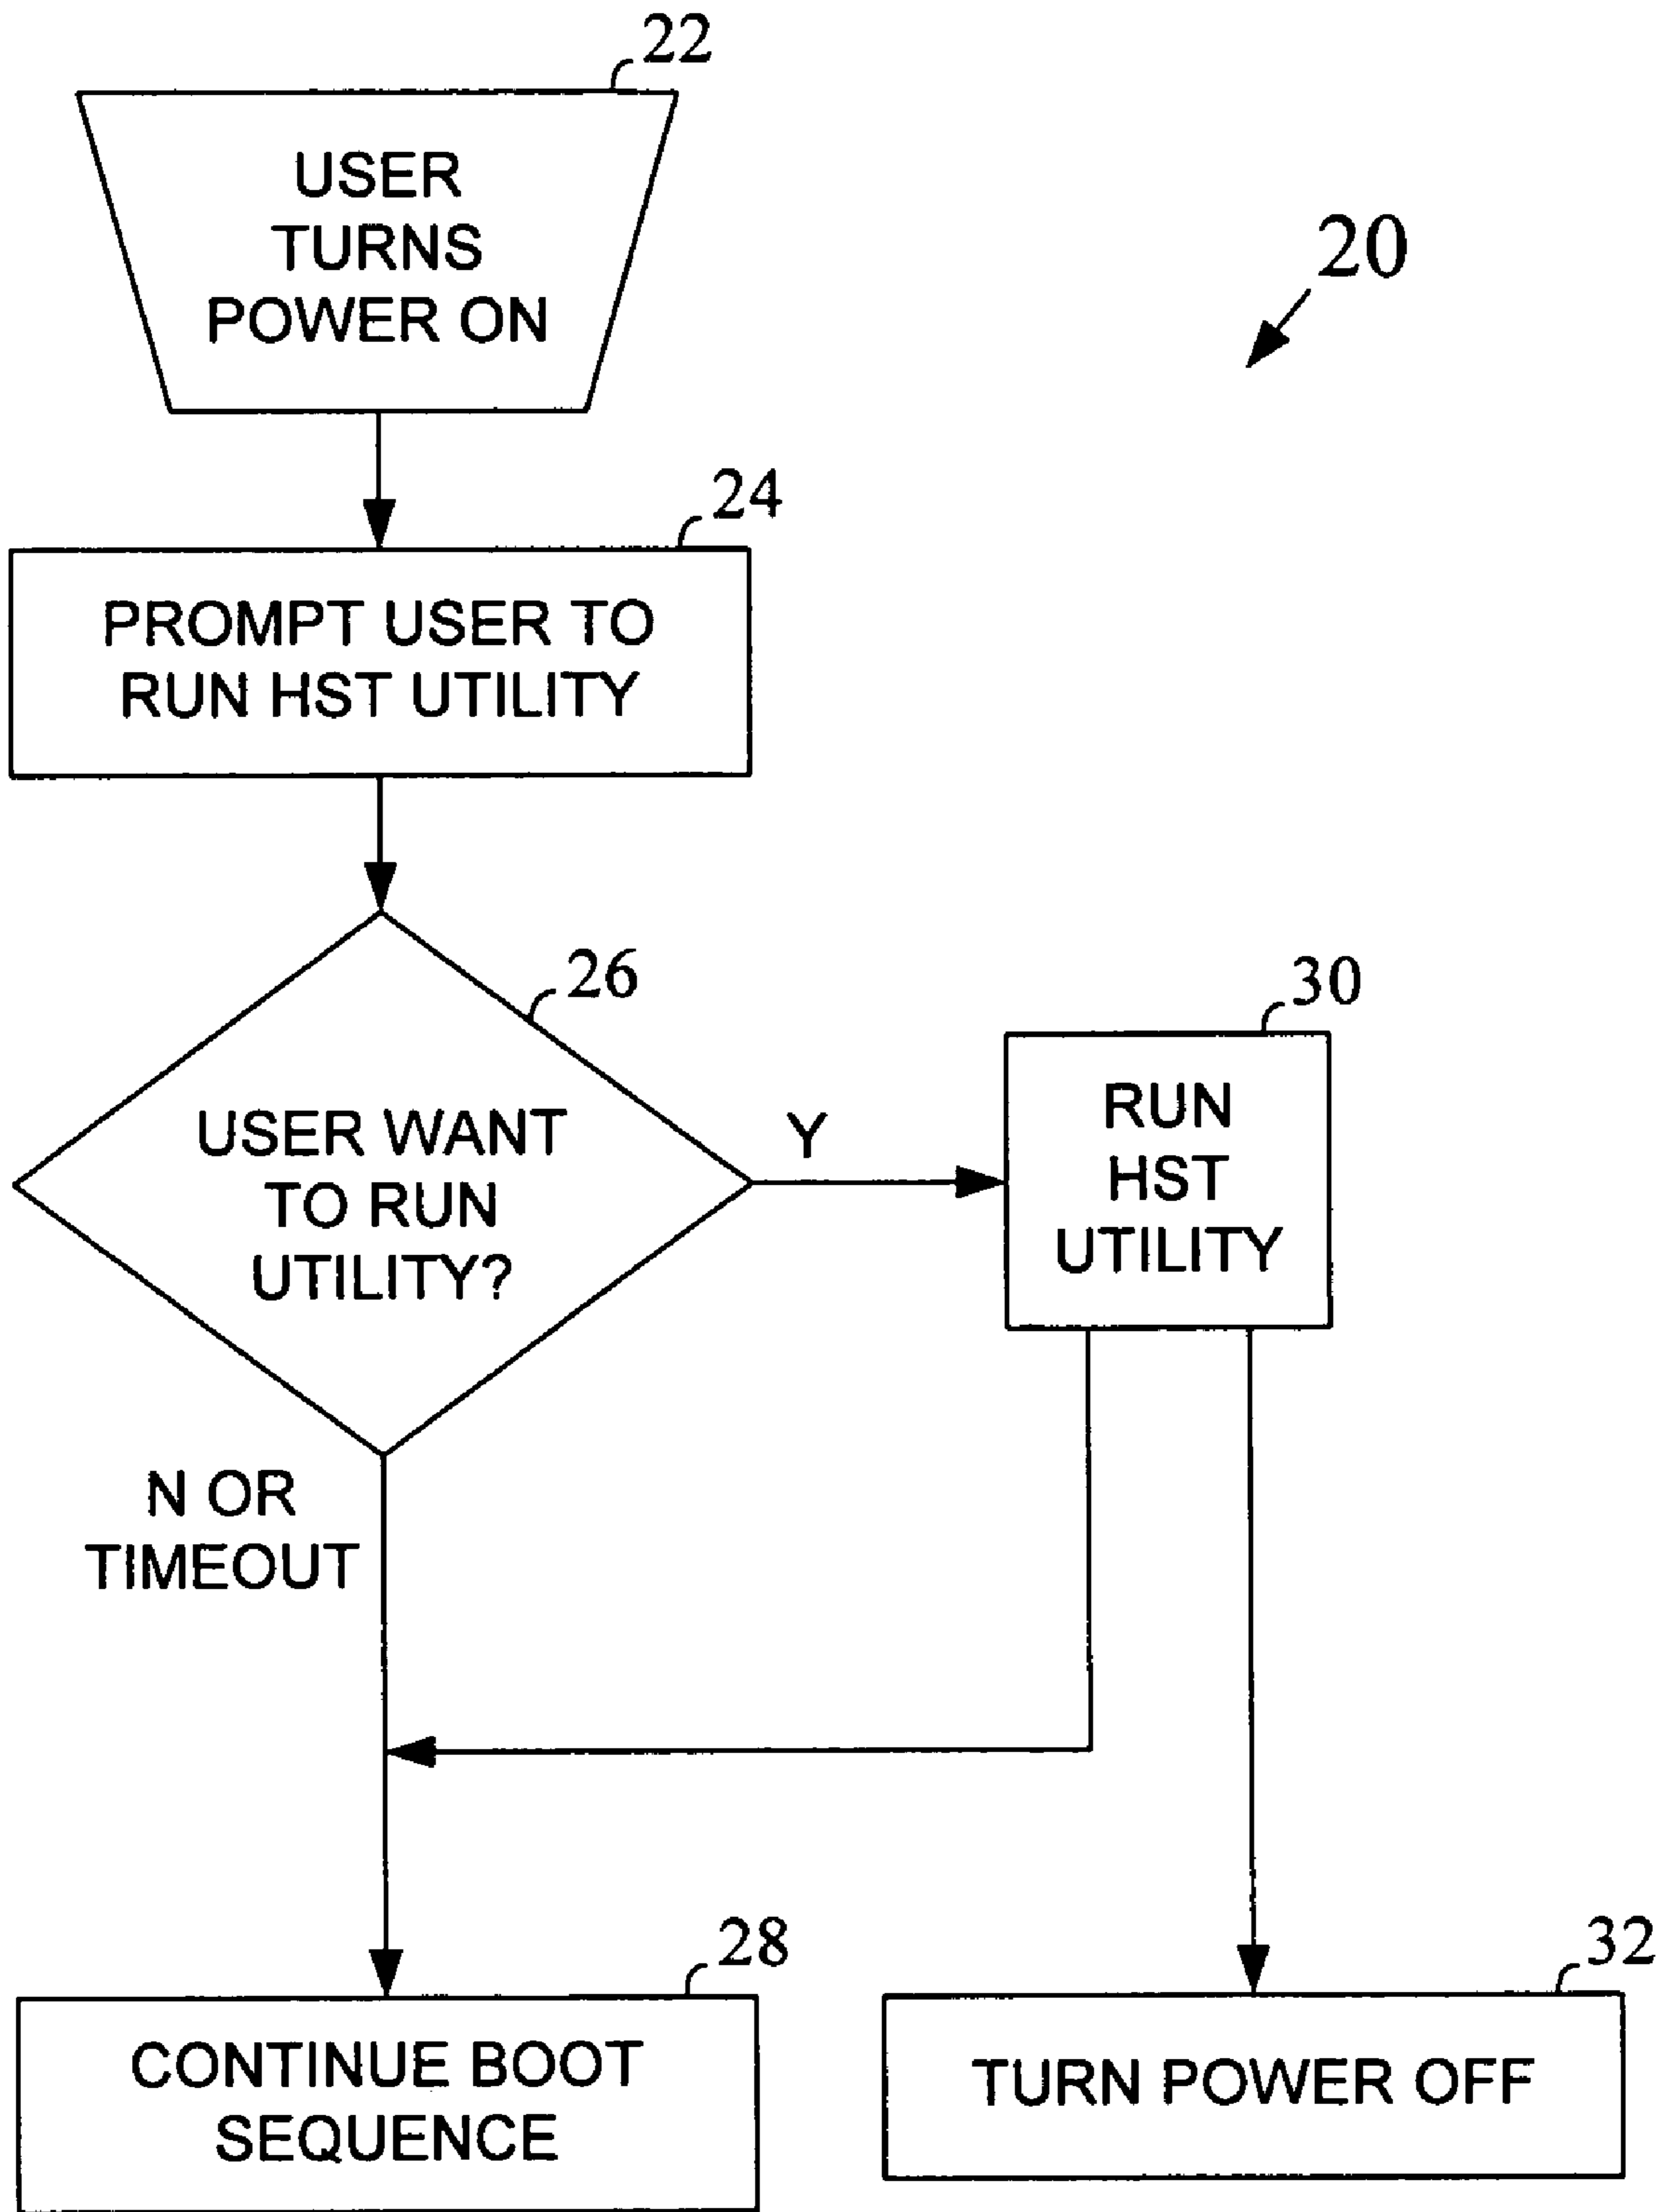 22
USER
TURNS
POWER ON
20
24
PROMPT USER TO
RUN HST UTILITY
26
USER WANT
TO RUN
UTILITY?
Y
30
RUN
HST
UTILITY
N OR
TIMEOUT
28
CONTINUE BOOT
SEQUENCE
32
TURN POWER OFF